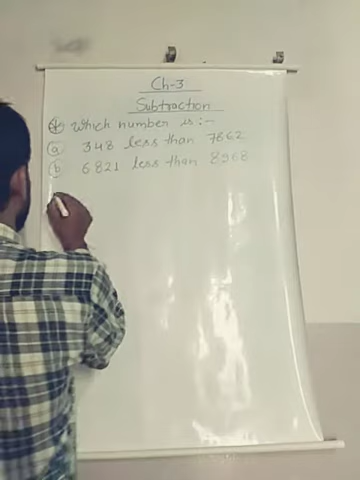 Ch-3
Subtraction
which number is :-
(a) 348 less than 7862
(b) 6821 less than 8968